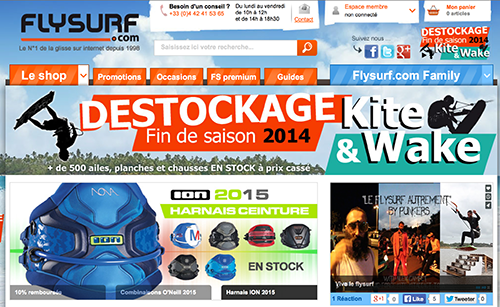 FLYSURF
.com
Le N°1 de la glisse sur internet depuis 1998
Besoin d'un conseil ?
+33 (0)4 42 41 53 65
Du lundi au vendredi
de 10h à 12h
et de 14h à 18h30
Contact
Espace membre
non connecté
Mon panier
0 articles
Saisissez votre recherche...
Suivez-nous !
DESTOCKAGE
Fin de saison 2014
Kite
& Wake
Le shop
Promotions
Occasions
FS premium
Guides
Flysurf.com Family
DESTOCKAGE
Fin de saison 2014
Kite
& Wake
+ de 500 ailes, planches et chausses EN STOCK à prix cassé
NOVA
ION
M
ION 2015
HARNAIS CEINTURE
EN STOCK
10% remboursés
Combinaisons O'Neill 2015
Harnais ION 2015
"LE FLYSURF AUTREMENT"
BY PUNKERS
Vive le flysurf
1 Réaction
+1
5
Like
0
Tweeter
0